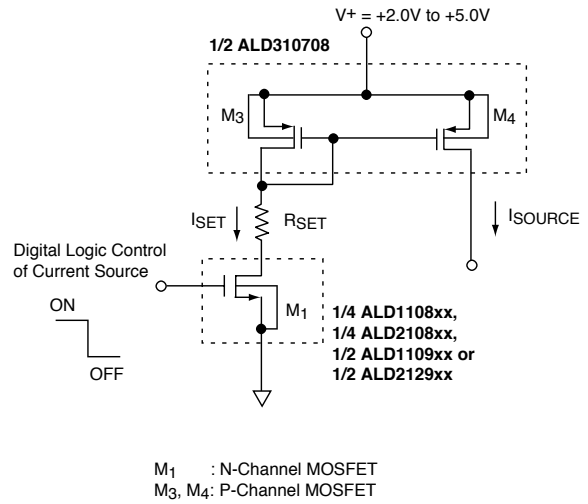 V+ = +2.0V to +5.0V
1/2 ALD310708
M3
M4
ISET
RSET
ISOURCE
Digital Logic Control
of Current Source
ON
OFF
M1
1/4 ALD1108xx,
1/4 ALD2108xx,
1/2 ALD1109xx or
1/2 ALD2129xx
M1 : N-Channel MOSFET
M3, M4: P-Channel MOSFET